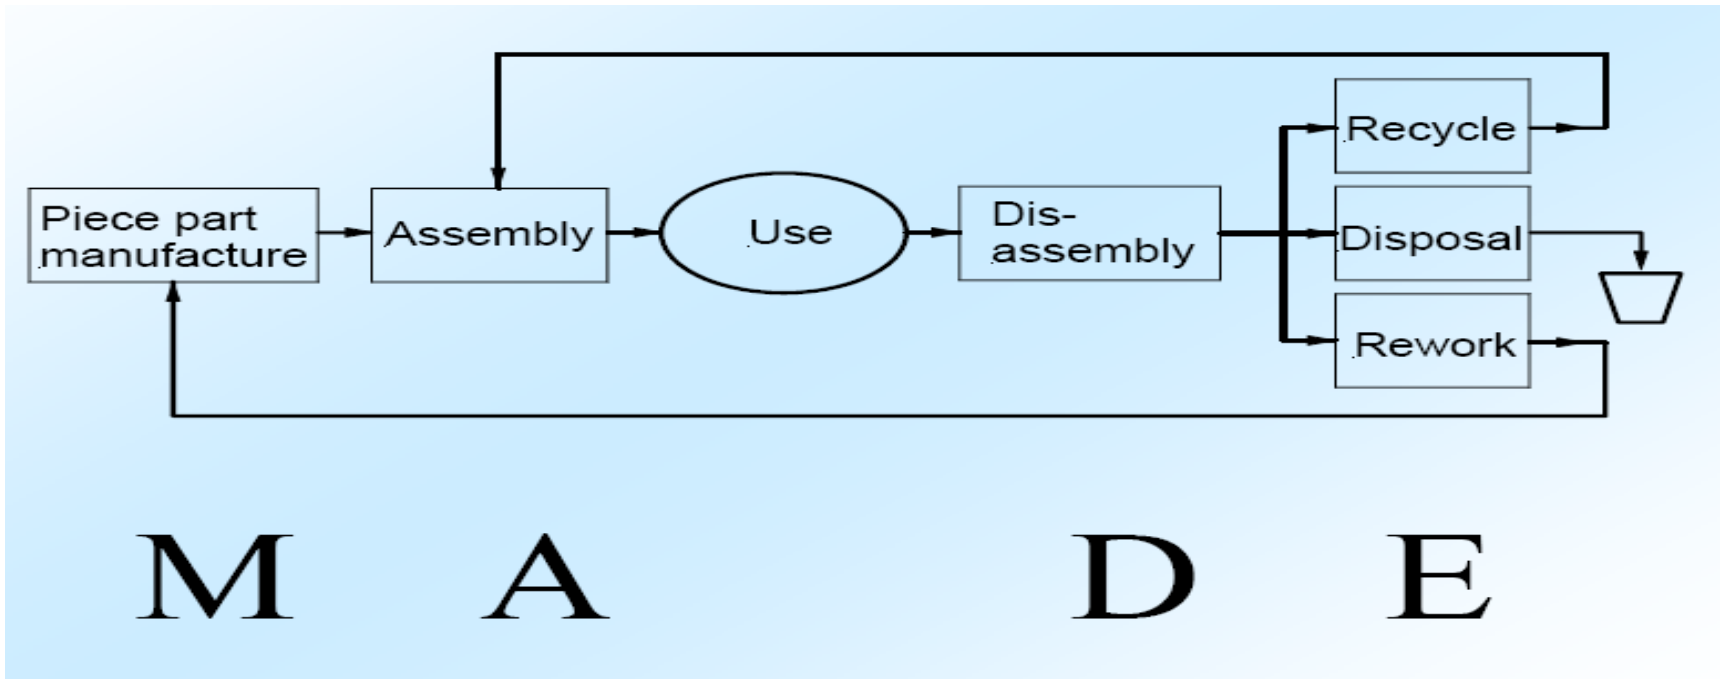 Piece part
manufacture
Assembly
Use
Dis-
assembly
Recycle
Disposal
Rework
M A D E